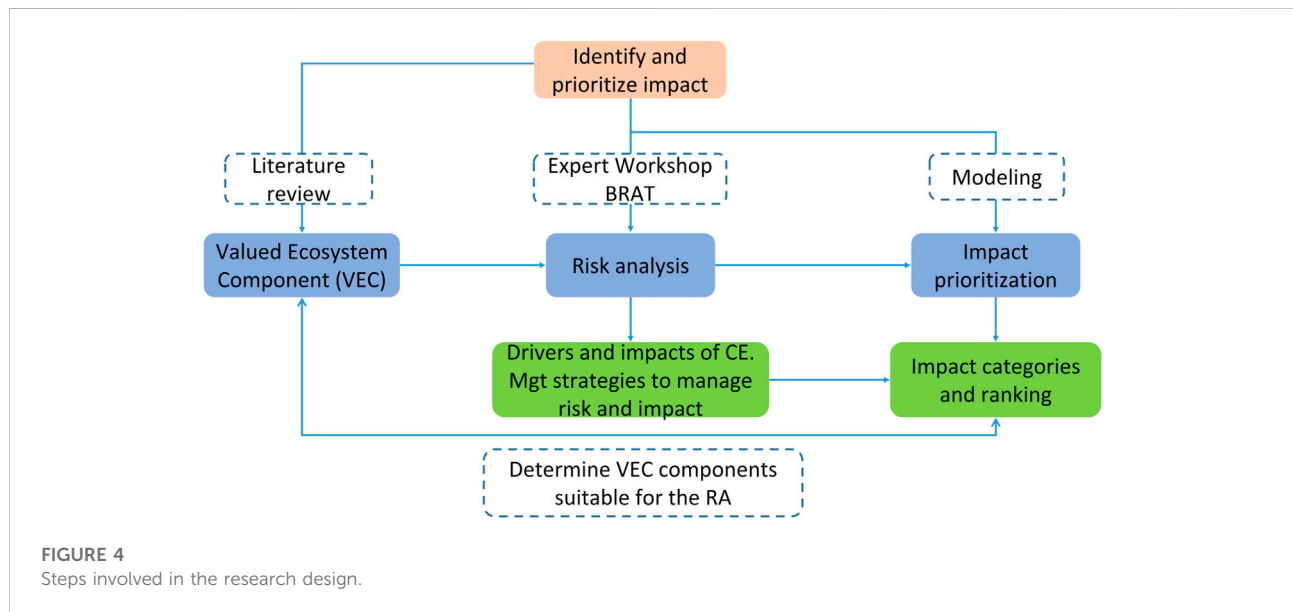 Identify and
prioritize impact
Literature
review
Expert Workshop
BRAT
Modeling
Valued Ecosystem
Component (VEC)
Risk analysis
Impact
prioritization
Drivers and impacts of CE.
Mgt strategies to manage
risk and impact
Impact categories
and ranking
Determine VEC components
suitable for the RA
FIGURE 4
Steps involved in the research design.